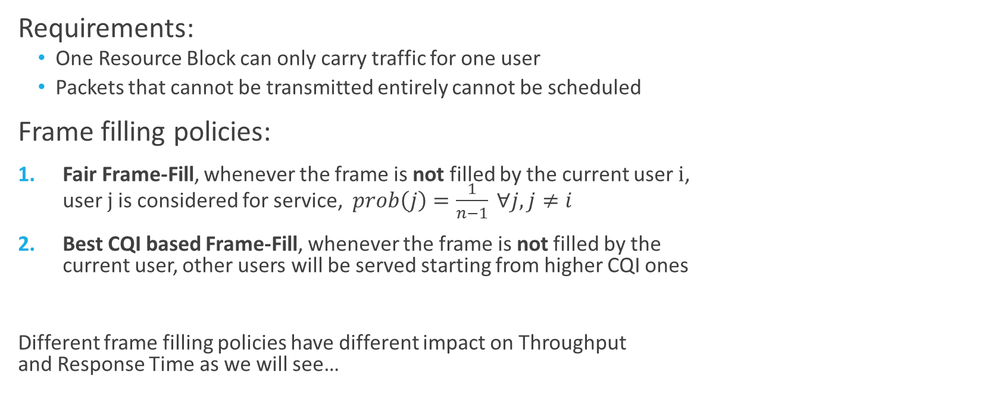 Requirements:
• One Resource Block can only carry traffic for one user
• Packets that cannot be transmitted entirely cannot be scheduled
Frame filling policies:
1. Fair Frame-Fill, whenever the frame is not filled by the current user i,
user j is considered for service, prob(j) = 1/(n−1) ∀j, j ≠ i
2. Best CQI based Frame-Fill, whenever the frame is not filled by the
current user, other users will be served starting from higher CQI ones
Different frame filling policies have different impact on Throughput
and Response Time as we will see…